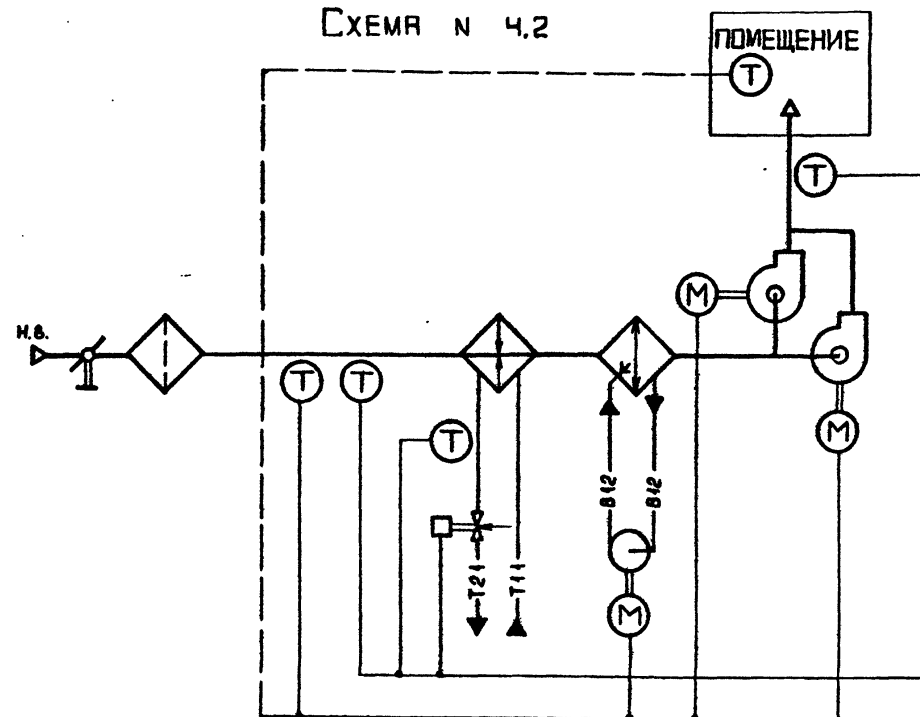 СХЕМА N 4.2
ПОМЕЩЕНИЕ
Т
Т
М
Н.В.
Т
Т
Т
К
М
В12
В12
Т21
Т11
М